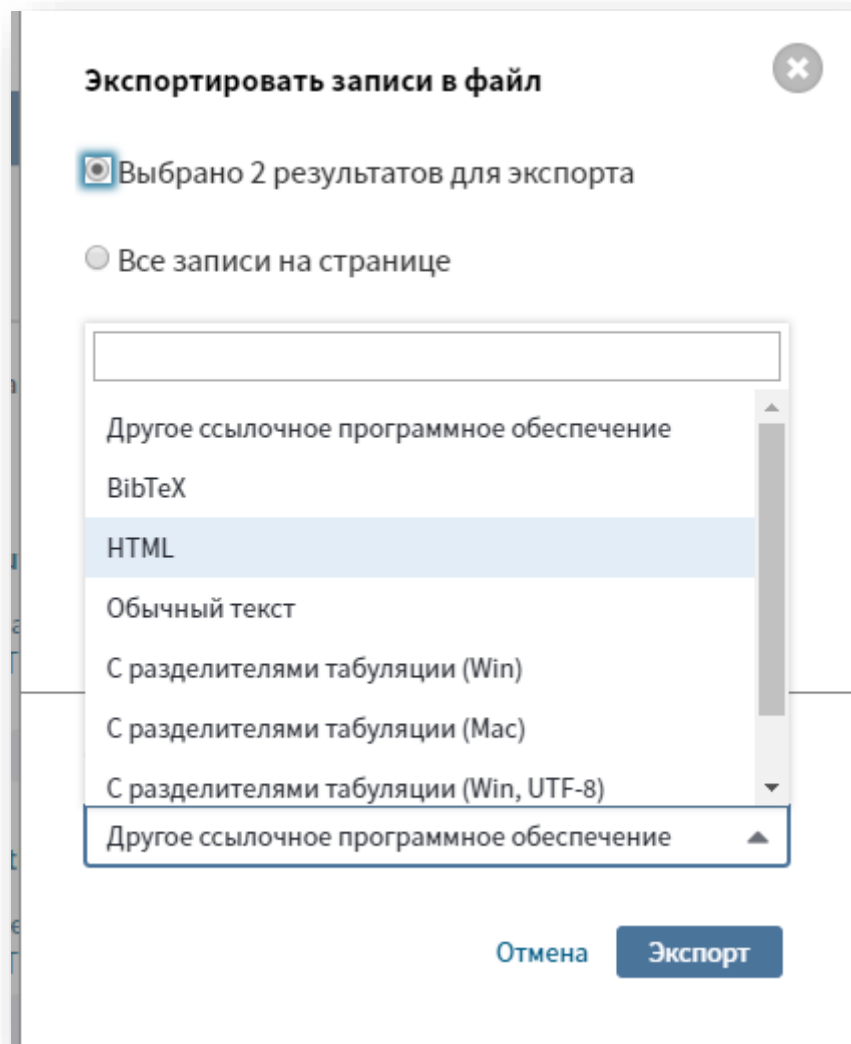 Экспортировать записи в файл
Выбрано 2 результатов для экспорта
Все записи на странице
Другое ссылочное программное обеспечение
BibTeX
HTML
Обычный текст
С разделителями табуляции (Win)
С разделителями табуляции (Mac)
С разделителями табуляции (Win, UTF-8)
Другое ссылочное программное обеспечение
Отмена
Экспорт